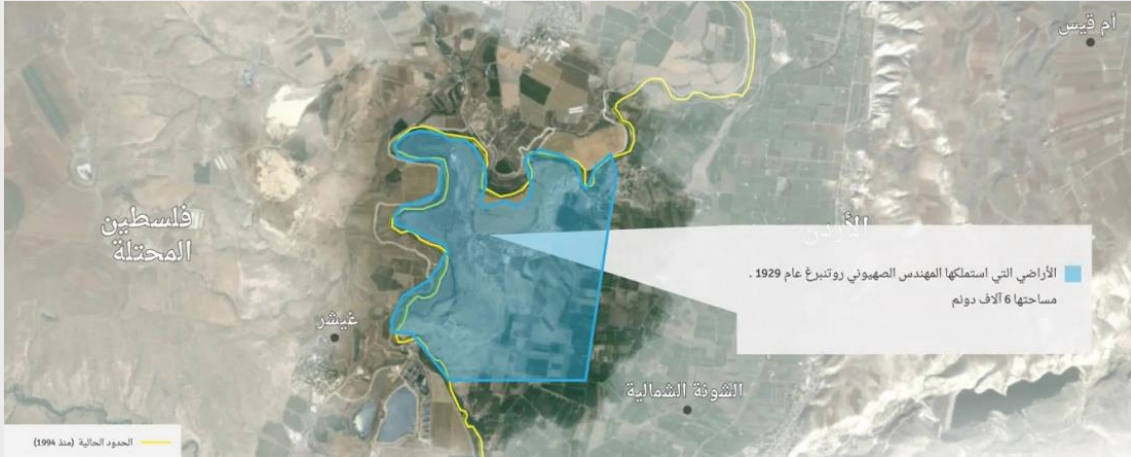 أم قيس
فلسطين
المحتلة
الأردن
الأراضي التي استملكها المهندس الصهيوني روتنبرغ عام 1929 .
مساحتها 6 آلاف دونم
غيشر
الشونة الشمالية
الحدود الحالية (منذ 1994)